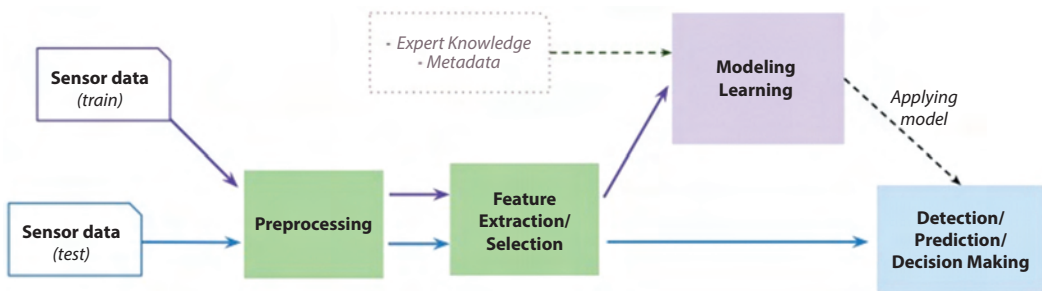 • Expert Knowledge
• Metadata
Sensor data
(train)
Modeling
Learning
Applying
model
Sensor data
(test)
Preprocessing
Feature
Extraction/
Selection
Detection/
Prediction/
Decision Making